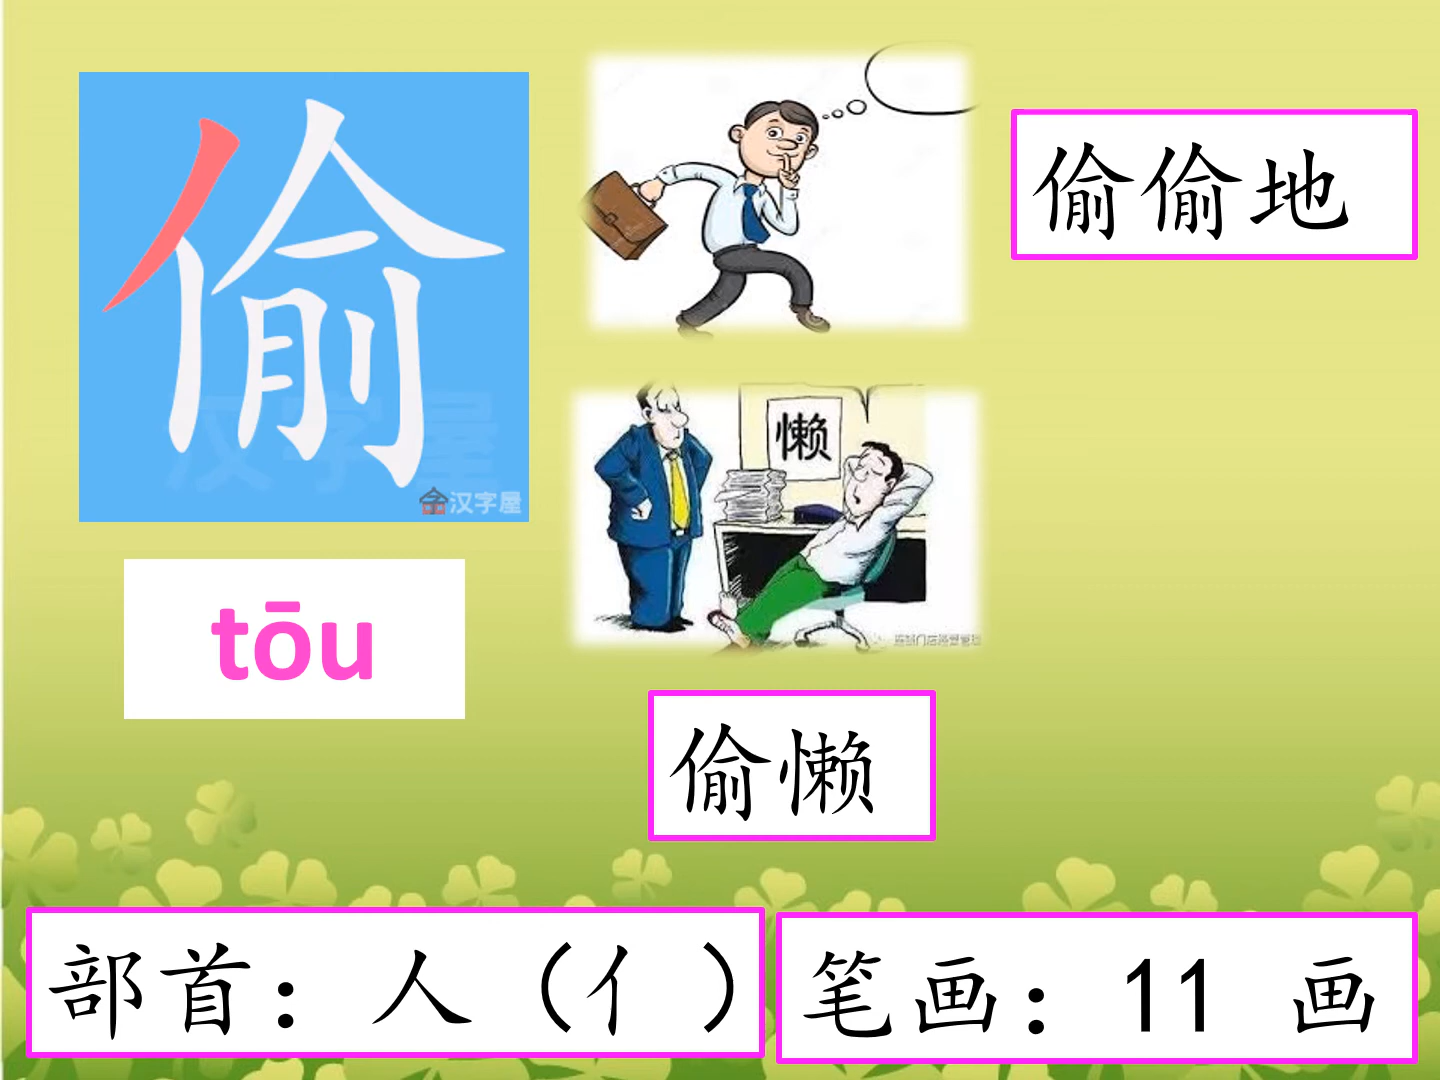 偷
汉字屋
tōu
偷偷地
懒
偷懒
部首：人（亻 ）
笔画：11 画